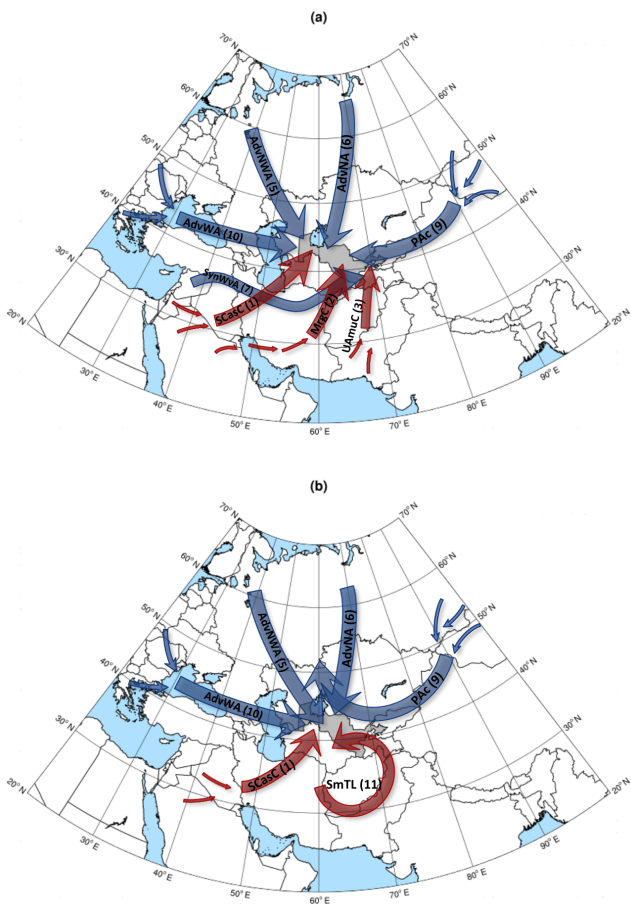 (a)
70° N
70° N
60° N
60° N
50° N
50° N
40° N
40° N
30° N
30° N
20° N
20° N
30° E
40° E
50° E
60° E
70° E
80° E
90° E
AdvNWA (5)
AdvNA (6)
AdvWA (10)
PAc (9)
SynWvA (7)
SCasC (1)
MrgC (2)
UAmuC (3)
(b)
70° N
70° N
60° N
60° N
50° N
50° N
40° N
40° N
30° N
30° N
20° N
20° N
30° E
40° E
50° E
60° E
70° E
80° E
90° E
AdvNWA (5)
AdvNA (6)
AdvWA (10)
PAc (9)
SCasC (1)
SmTL (11)